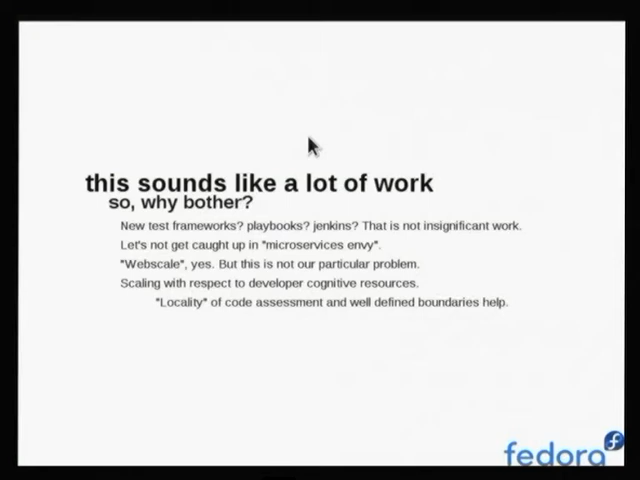 this sounds like a lot of work
so, why bother?
New test frameworks? playbooks? jenkins? That is not insignificant work.
Let's not get caught up in "microservices envy".
"Webscale", yes. But this is not our particular problem.
Scaling with respect to developer cognitive resources.
"Locality" of code assessment and well defined boundaries help.
fedora